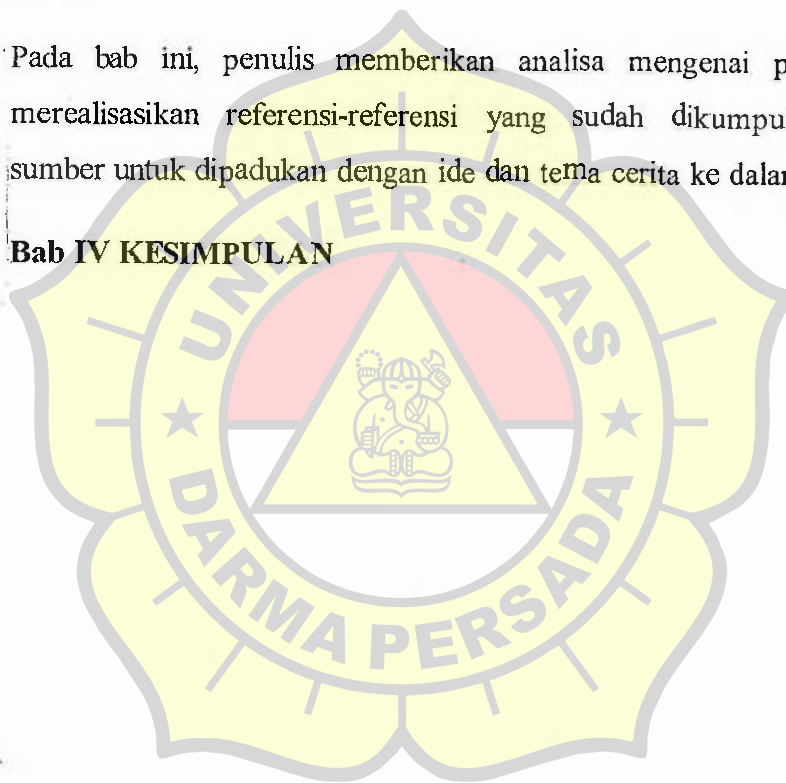 Pada bab ini, penulis memberikan analisa mengenai
merealisasikan referensi-referensi yang sudah
sumber untuk dipadukan dengan ide dan tema cerita ke
Bab IV KESIMPULAN
UNIVERSITAS
DARMA PERSADA